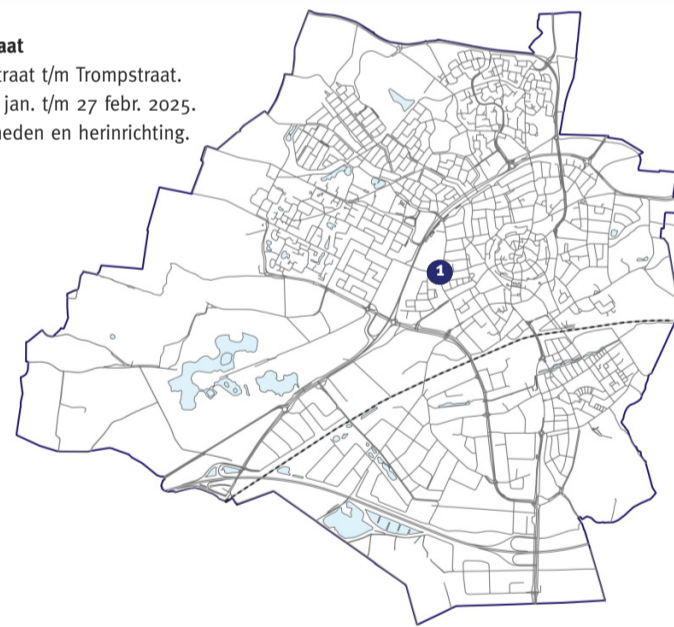 aat
traat t/m Trompstraat.
jan. t/m 27 febr. 2025.
neden en herinrichting.
1